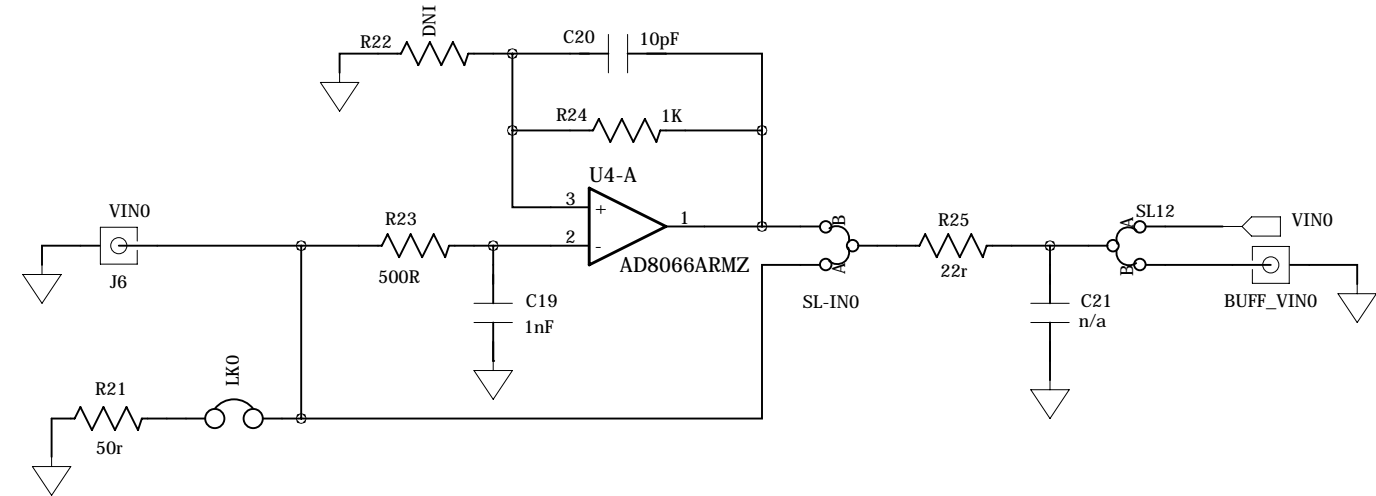 DNI
R22
C20
10pF
R24
1K
U4-A
3
+
1
2
-
AD8066ARMZ
VIN0
J6
R23
500R
C19
1nF
B
A
SL-IN0
R25
22r
A
SL12
B
VIN0
BUFF_VIN0
C21
n/a
LK0
R21
50r